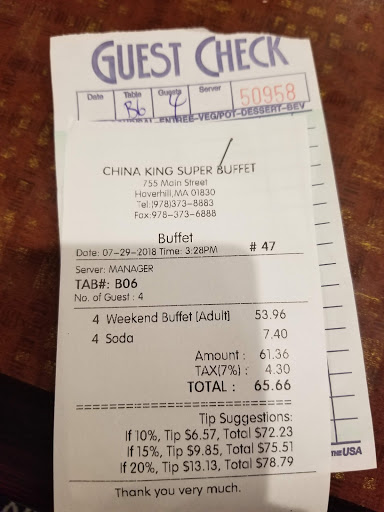 GUEST CHECK
Date Table Guests Server
B6 4 50958
ENTREE-VEG/POT-DESSERT-BEV
CHINA KING SUPER BUFFET
755 Main Street
Haverhill,MA 01830
Tel:(978)373-8883
Fax:978-373-6888
Buffet
Date: 07-29-2018 Time: 3:28PM # 47
Server: MANAGER
TAB#: B06
No. of Guest : 4
4 Weekend Buffet (Adult) 53.96
4 Soda 7.40
Amount : 61.36
TAX(7%) : 4.30
TOTAL : 65.66
Tip Suggestions:
If 10%, Tip $6.57, Total $72.23
If 15%, Tip $9.85, Total $75.51
If 20%, Tip $13.13, Total $78.79
USA
Thank you very much.